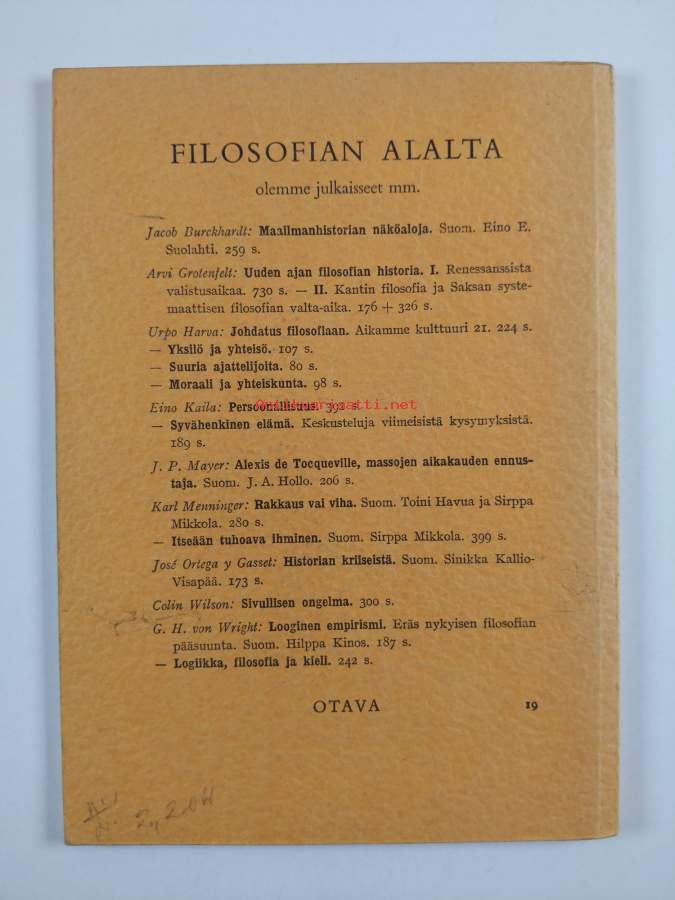 FILOSOFIAN ALALTA
olemme julkaisseet mm.
Jacob Burckhardt: Maailmanhistorian näköaloja. Suom. Eino E.
Suolahti. 259 s.
Arvi Grotenfelt: Uuden ajan filosofian historia. I. Renessanssista
valistusaikaa. 730 s. — II. Kantin filosofia ja Saksan syste-
maattisen filosofian valta-aika. 176 + 326 s.
Urpo Harva: Johdatus filosofiaan. Aikamme kulttuuri 21. 224 s.
— Yksilö ja yhteisö. 107 s.
— Suuria ajattelijoita. 80 s.
— Moraali ja yhteiskunta. 98 s.
Antikvariaatti.net
Eino Kaila: Persoonallisuus. 392 s.
— Syvähenkinen elämä. Keskusteluja viimeisistä kysymyksistä.
189 s.
J. P. Mayer: Alexis de Tocqueville, massojen aikakauden ennus-
taja. Suom. J. A. Hollo. 206 s.
Karl Menninger: Rakkaus vai viha. Suom. Toini Havua ja Sirppa
Mikkola. 280 s.
— Itseään tuhoava ihminen. Suom. Sirppa Mikkola. 399 s.
José Ortega y Gasset: Historian kriiseistä. Suom. Sinikka Kallio-
Visapää. 173 s.
Colin Wilson: Sivullisen ongelma. 300 s.
G. H. von Wright: Looginen empirismi. Eräs nykyisen filosofian
pääsuunta. Suom. Hilppa Kinos. 187 s.
— Logiikka, filosofia ja kieli. 242 s.
OTAVA 19